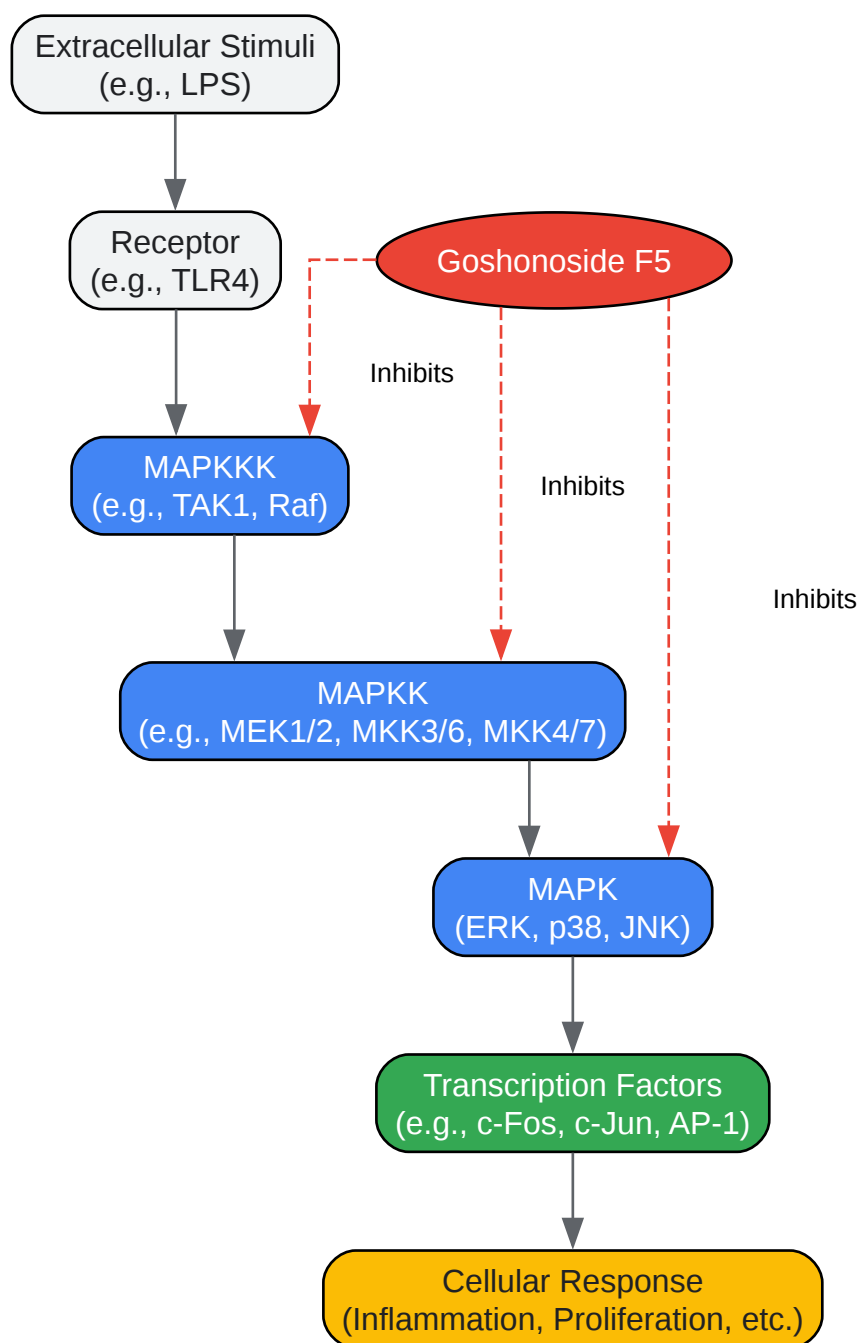 Extracellular Stimuli
(e.g., LPS)
Receptor
(e.g., TLR4)
Goshonoside F5
Inhibits
MAPKKK
(e.g., TAK1, Raf)
Inhibits
Inhibits
MAPKK
(e.g., MEK1/2, MKK3/6, MKK4/7)
MAPK
(ERK, p38, JNK)
Transcription Factors
(e.g., c-Fos, c-Jun, AP-1)
Cellular Response
(Inflammation, Proliferation, etc.)